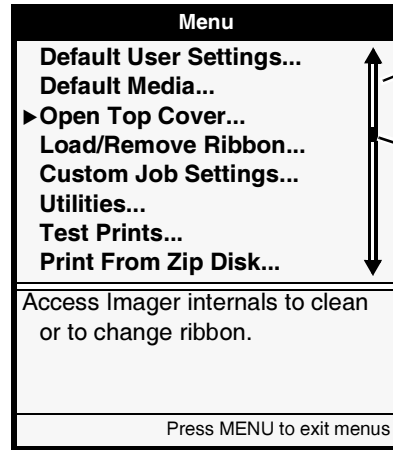 Menu
Default User Settings...
Default Media...
▶Open Top Cover...
Load/Remove Ribbon...
Custom Job Settings...
Utilities...
Test Prints...
Print From Zip Disk...
Access Imager internals to clean
or to change ribbon.
Press MENU to exit menus